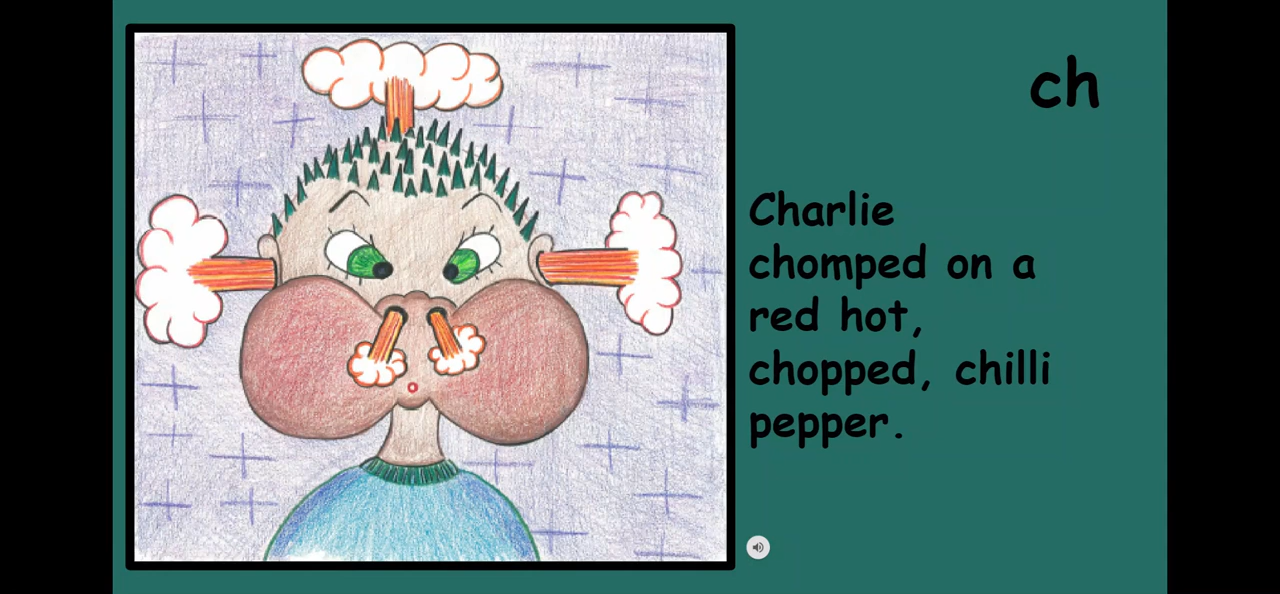 ch
Charlie
chomped on a
red hot,
chopped, chilli
pepper.